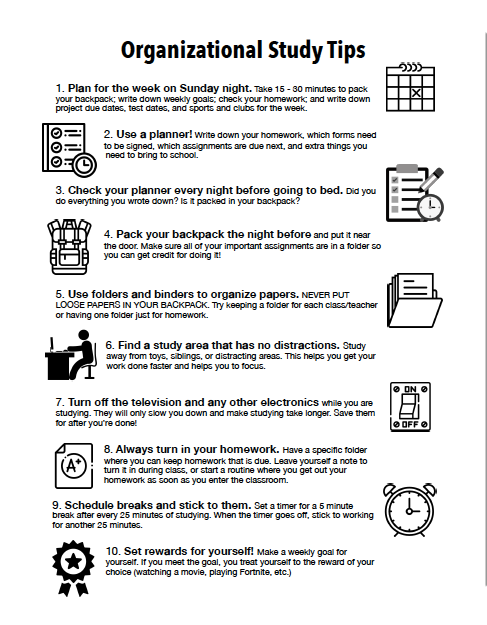 Organizational Study Tips
1. Plan for the week on Sunday night. Take 15 - 30 minutes to pack
your backpack; write down weekly goals; check your homework; and write down
project due dates, test dates, and sports and clubs for the week.
2. Use a planner! Write down your homework, which forms need
to be signed, which assignments are due next, and extra things you
need to bring to school.
3. Check your planner every night before going to bed. Did you
do everything you wrote down? Is it packed in your backpack?
4. Pack your backpack the night before and put it near
the door. Make sure all of your important assignments are in a folder so
you can get credit for doing it!
5. Use folders and binders to organize papers. NEVER PUT
LOOSE PAPERS IN YOUR BACKPACK. Try keeping a folder for each class/teacher
or having one folder just for homework.
6. Find a study area that has no distractions. Study
away from toys, siblings, or distracting areas. This helps you get your
work done faster and helps you to focus.
7. Turn off the television and any other electronics while you are
studying. They will only slow you down and make studying take longer. Save them
for after you're done!
ON
OFF
8. Always turn in your homework. Have a specific folder
where you can keep homework that is due. Leave yourself a note to
turn it in during class, or start a routine where you get out your
homework as soon as you enter the classroom.
A+
9. Schedule breaks and stick to them. Set a timer for a 5 minute
break after every 25 minutes of studying. When the timer goes off, stick to working
for another 25 minutes.
10. Set rewards for yourself! Make a weekly goal for
yourself. If you meet the goal, you treat yourself to the reward of your
choice (watching a movie, playing Fortnite, etc.)